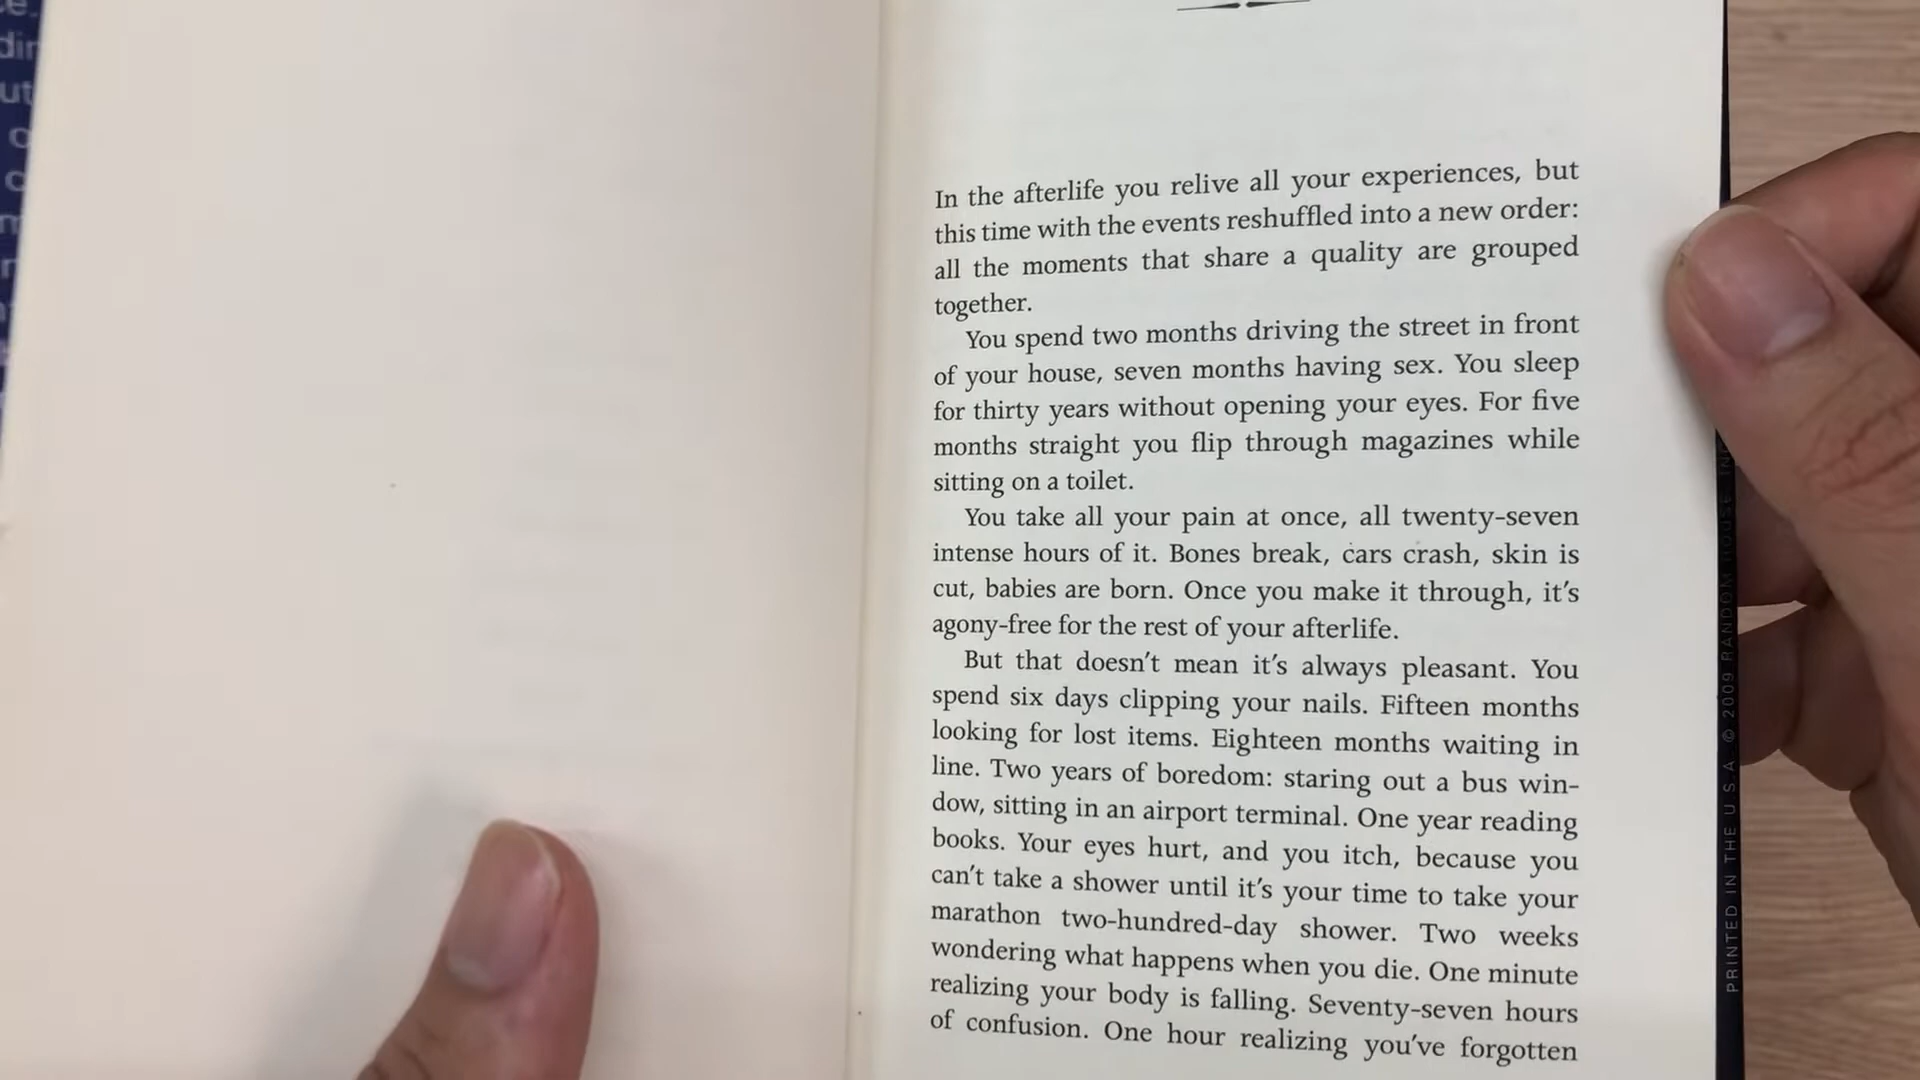 In the afterlife you relive all your experiences, but
this time with the events reshuffled into a new order:
all the moments that share a quality are grouped
together.
You spend two months driving the street in front
of your house, seven months having sex. You sleep
for thirty years without opening your eyes. For five
months straight you flip through magazines while
sitting on a toilet.
You take all your pain at once, all twenty-seven
intense hours of it. Bones break, cars crash, skin is
cut, babies are born. Once you make it through, it’s
agony-free for the rest of your afterlife.
But that doesn’t mean it’s always pleasant. You
spend six days clipping your nails. Fifteen months
looking for lost items. Eighteen months waiting in
line. Two years of boredom: staring out a bus win-
dow, sitting in an airport terminal. One year reading
books. Your eyes hurt, and you itch, because you
can’t take a shower until it’s your time to take your
marathon two-hundred-day shower. Two weeks
wondering what happens when you die. One minute
realizing your body is falling. Seventy-seven hours
of confusion. One hour realizing you’ve forgotten
PRINTED IN THE U.S.A. © 2009 RANDOM HOUSE, INC